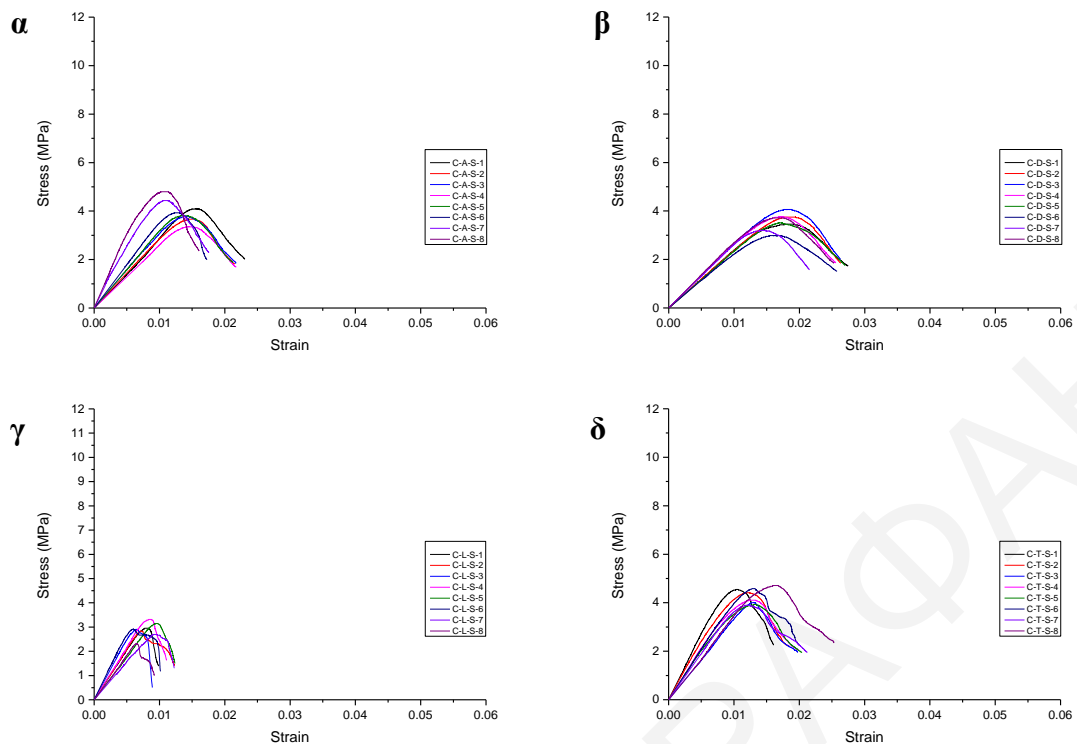 α
12
10
8
6
4
2
0
Stress (MPa)
0.00 0.01 0.02 0.03 0.04 0.05 0.06
Strain
C-A-S-1
C-A-S-2
C-A-S-3
C-A-S-4
C-A-S-5
C-A-S-6
C-A-S-7
C-A-S-8
β
12
10
8
6
4
2
0
Stress (MPa)
0.00 0.01 0.02 0.03 0.04 0.05 0.06
Strain
C-D-S-1
C-D-S-2
C-D-S-3
C-D-S-4
C-D-S-5
C-D-S-6
C-D-S-7
C-D-S-8
γ
12
11
10
9
8
7
6
5
4
3
2
1
0
Stress (MPa)
0.00 0.01 0.02 0.03 0.04 0.05 0.06
Strain
C-L-S-1
C-L-S-2
C-L-S-3
C-L-S-4
C-L-S-5
C-L-S-6
C-L-S-7
C-L-S-8
δ
12
10
8
6
4
2
0
Stress (MPa)
0.00 0.01 0.02 0.03 0.04 0.05 0.06
Strain
C-T-S-1
C-T-S-2
C-T-S-3
C-T-S-4
C-T-S-5
C-T-S-6
C-T-S-7
C-T-S-8